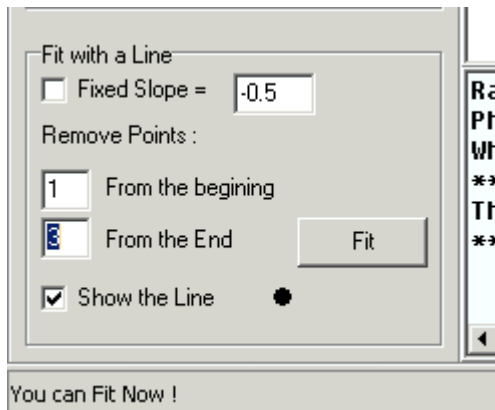 Fit with a Line
Fixed Slope = -0.5
Remove Points :
1 From the begining
3 From the End
Fit
Show the Line
You can Fit Now !
Ra
Ph
Wh
**
Th
**